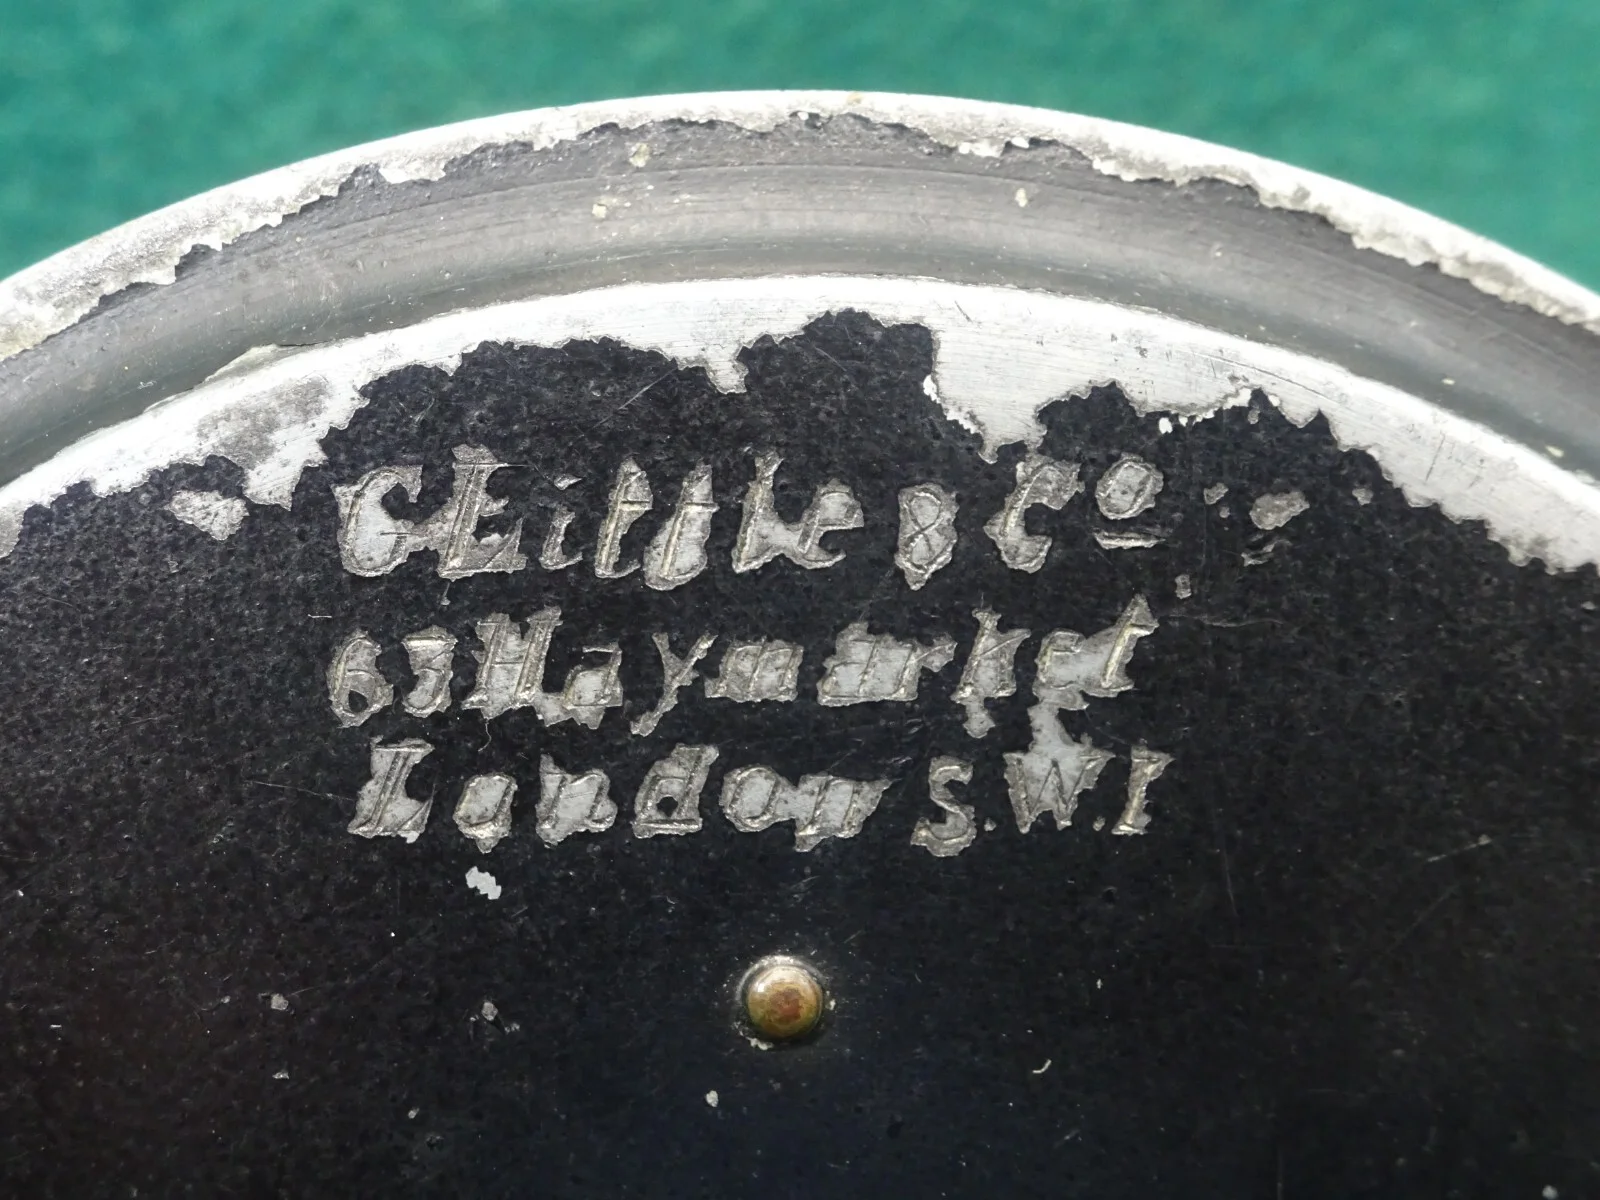 G Little & Cº
63 Haymarket
London S.W.1